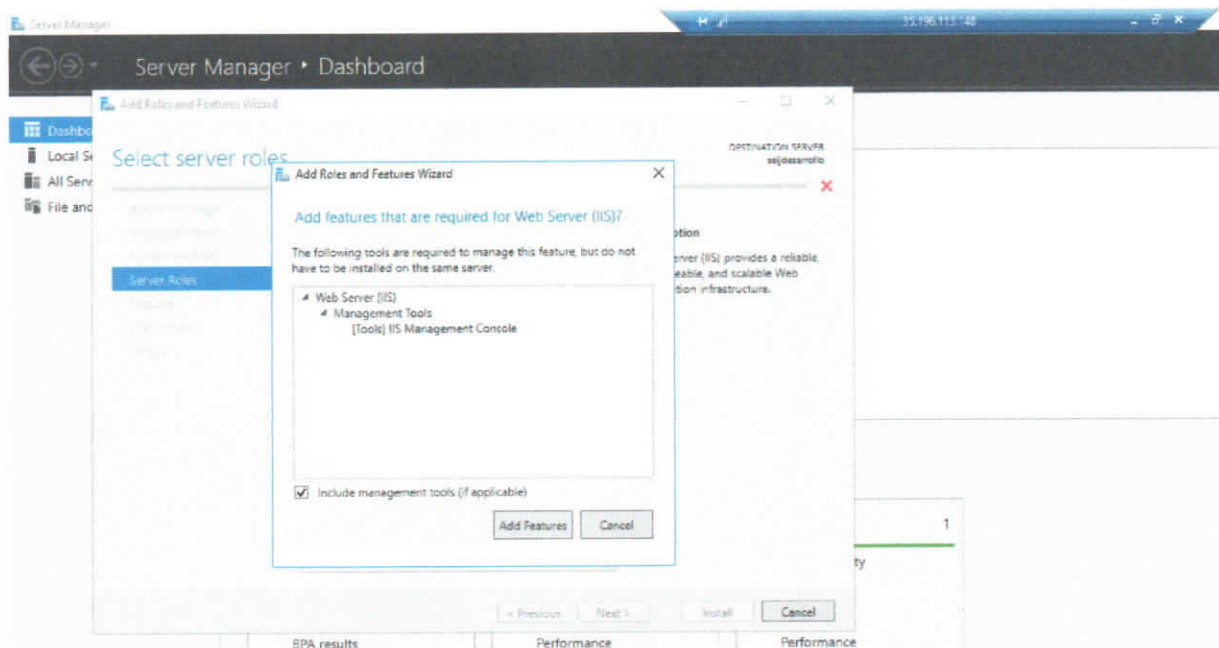 Server Manager
35.196.113.148
Server Manager • Dashboard
Add Roles and Features Wizard
Dashbo
Local Se
All Serv
File and
Select server roles
DESTINATION SERVER
seijdesarrollo
Server Roles
Add Roles and Features Wizard
Add features that are required for Web Server (IIS)?
The following tools are required to manage this feature, but do not
have to be installed on the same server.
Web Server (IIS)
Management Tools
[Tools] IIS Management Console
Include management tools (if applicable)
Add Features
Cancel
ption
erver (IIS) provides a reliable,
eable, and scalable Web
tion infrastructure.
1
ty
< Previous
Next >
Install
Cancel
BPA results
Performance
Performance